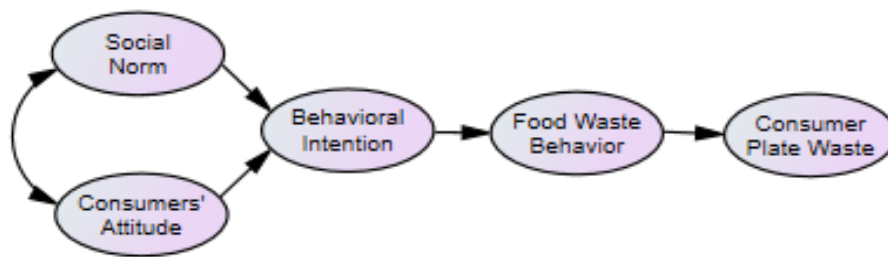 Social
Norm
Behavioral
Intention
Food Waste
Behavior
Consumer
Plate Waste
Consumers'
Attitude